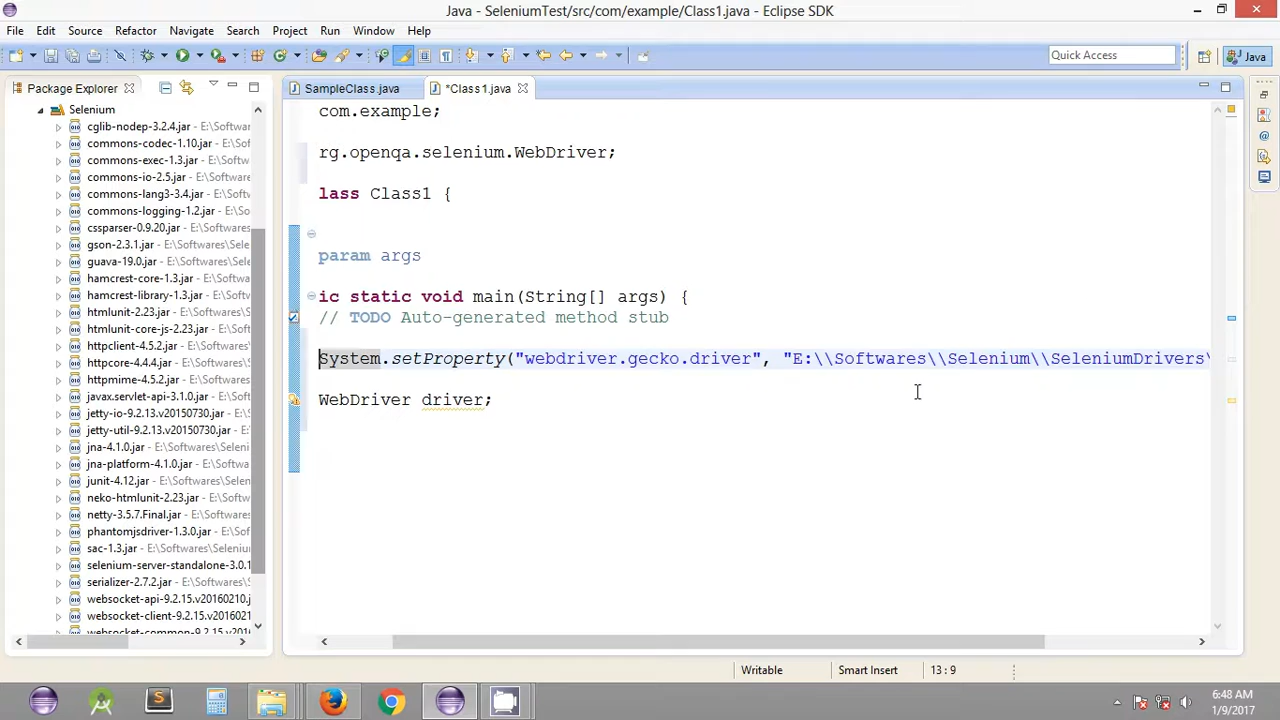 Java - SeleniumTest/src/com/example/Class1.java - Eclipse SDK
File Edit Source Refactor Navigate Search Project Run Window Help
Quick Access
Java
Package Explorer
SampleClass.java
*Class1.java
Selenium
cglib-nodep-3.2.4.jar - E:\Softwar
commons-codec-1.10.jar - E:\Soft
commons-exec-1.3.jar - E:\Softwa
commons-io-2.5.jar - E:\Softwares
commons-lang3-3.4.jar - E:\Softw
commons-logging-1.2.jar - E:\Sof
cssparser-0.9.20.jar - E:\Softwares
gson-2.3.1.jar - E:\Softwares\Sele
guava-19.0.jar - E:\Softwares\Sele
hamcrest-core-1.3.jar - E:\Softwa
hamcrest-library-1.3.jar - E:\Softw
htmlunit-2.23.jar - E:\Softwares\S
htmlunit-core-js-2.23.jar - E:\Soft
httpclient-4.5.2.jar - E:\Softwares
httpcore-4.4.4.jar - E:\Softwares\S
httpmime-4.5.2.jar - E:\Softwares
javax.servlet-api-3.1.0.jar - E:\Soft
jetty-io-9.2.13.v20150730.jar - E:\S
jetty-util-9.2.13.v20150730.jar - E:\
jna-4.1.0.jar - E:\Softwares\Seleni
jna-platform-4.1.0.jar - E:\Softwar
junit-4.12.jar - E:\Softwares\Selen
neko-htmlunit-2.23.jar - E:\Softw
netty-3.5.7.Final.jar - E:\Softwares
phantomjsdriver-1.3.0.jar - E:\Soft
sac-1.3.jar - E:\Softwares\Seleniu
selenium-server-standalone-3.0.1
serializer-2.7.2.jar - E:\Softwares\S
websocket-api-9.2.15.v20160210.j
websocket-client-9.2.15.v2016021
websocket-common-9.2.15.v2016
com.example;
rg.openqa.selenium.WebDriver;
lass Class1 {
param args
ic static void main(String[] args) {
// TODO Auto-generated method stub
System.setProperty("webdriver.gecko.driver", "E:\\Softwares\\Selenium\\SeleniumDrivers\
WebDriver driver;
Writable
Smart Insert
13 : 9
6:48 AM
1/9/2017